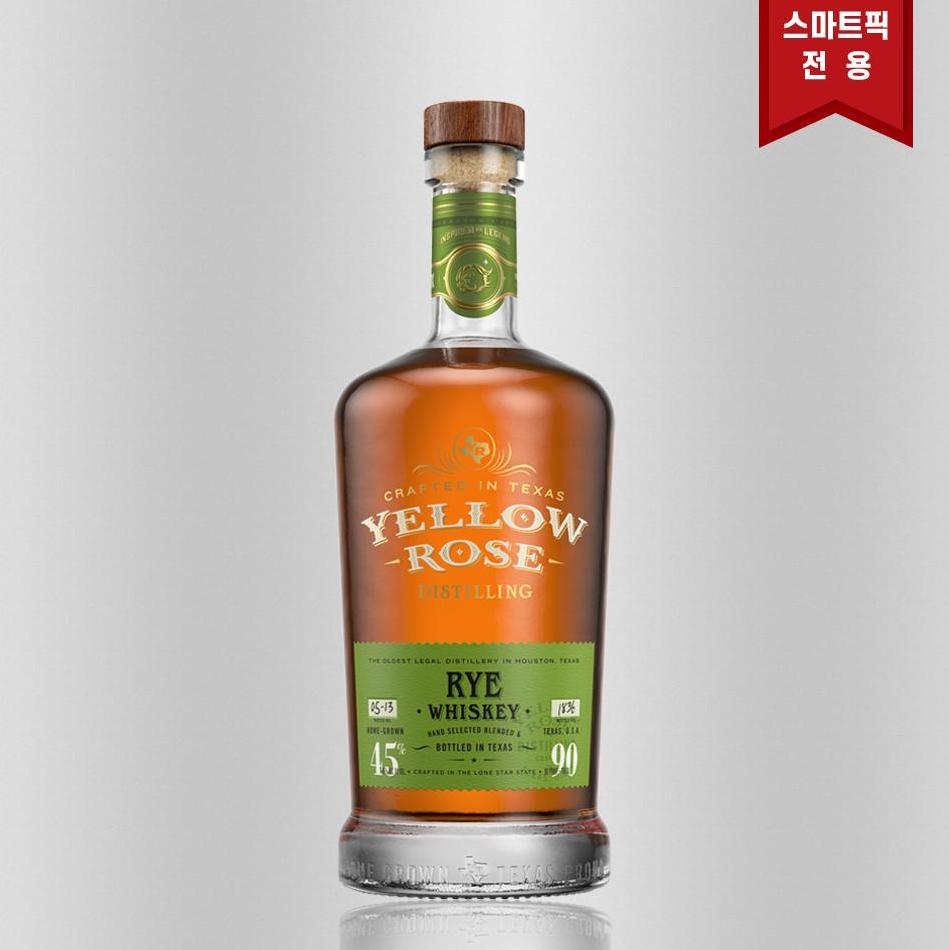 스마트픽
전 용
INSPIRED BY LEGEND
CRAFTED IN TEXAS
YELLOW
ROSE
DISTILLING
THE OLDEST LEGAL DISTILLERY IN HOUSTON, TEXAS
RYE
WHISKEY
05-13
1836
HAND SELECTED BLENDED &
BOTTLED IN TEXAS
HOME-GROWN
TEXAS, U.S.A.
45%
90
CRAFTED IN THE LONE STAR STATE
HOME GROWN TEXAS PROUD